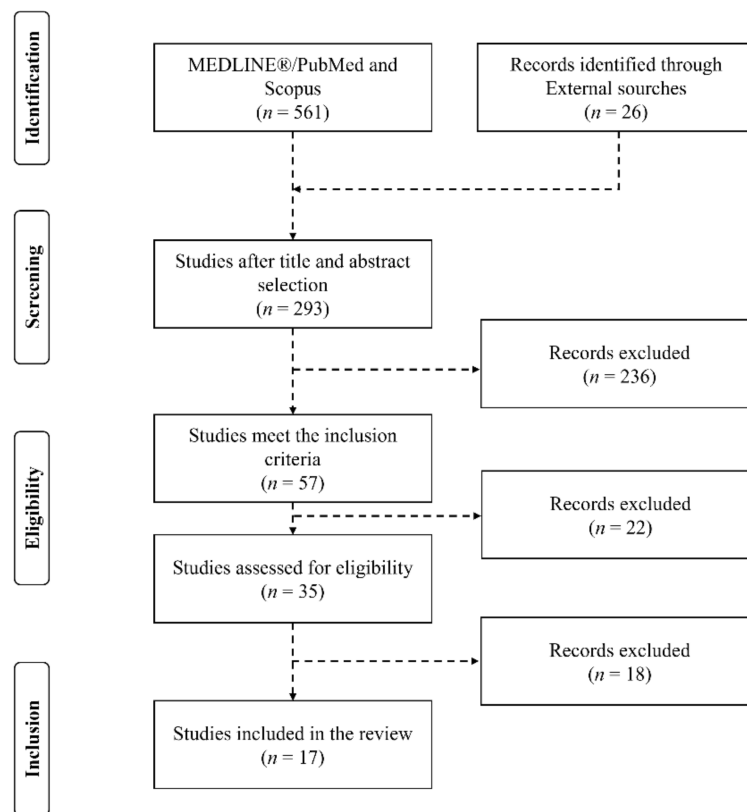 Identification
MEDLINE®/PubMed and
Scopus
(n = 561)
Records identified through
External sourches
(n = 26)
Screening
Studies after title and abstract
selection
(n = 293)
Records excluded
(n = 236)
Eligibility
Studies meet the inclusion
criteria
(n = 57)
Records excluded
(n = 22)
Studies assessed for eligibility
(n = 35)
Records excluded
(n = 18)
Inclusion
Studies included in the review
(n = 17)